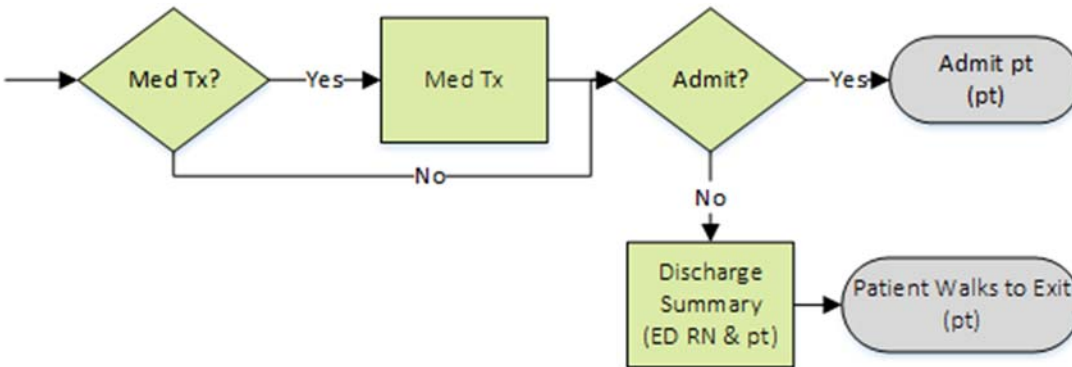 Med Tx?
Yes
Med Tx
Admit?
Yes
Admit pt
(pt)
No
No
Discharge
Summary
(ED RN & pt)
Patient Walks to Exit
(pt)